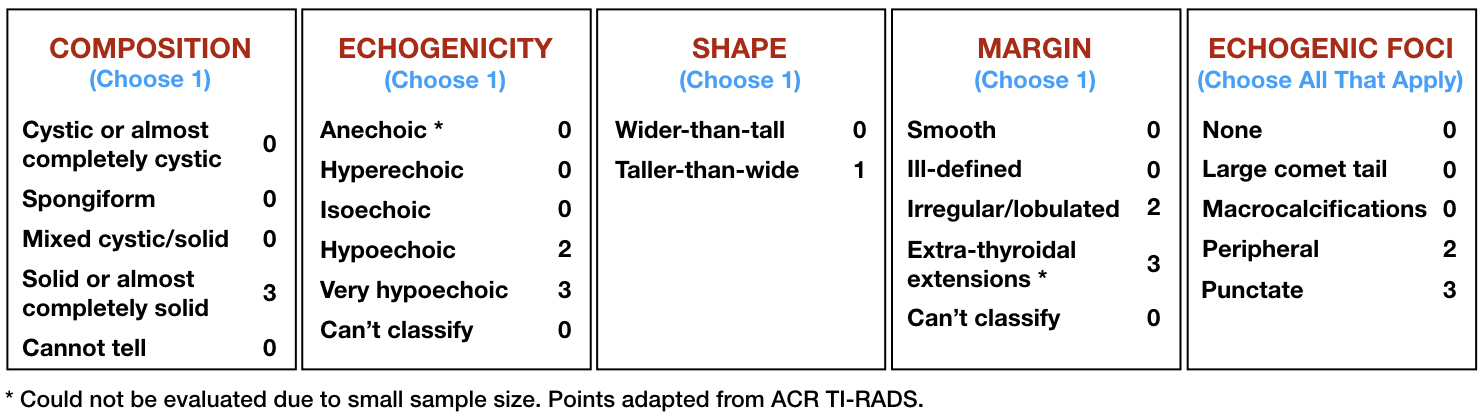 COMPOSITION
(Choose 1)
Cystic or almost
completely cystic 0
Spongiform 0
Mixed cystic/solid 0
Solid or almost
completely solid 3
Cannot tell 0
ECHOGENICITY
(Choose 1)
Anechoic * 0
Hyperechoic 0
Isoechoic 0
Hypoechoic 2
Very hypoechoic 3
Can’t classify 0
SHAPE
(Choose 1)
Wider-than-tall 0
Taller-than-wide 1
MARGIN
(Choose 1)
Smooth 0
Ill-defined 0
Irregular/lobulated 2
Extra-thyroidal
extensions * 3
Can’t classify 0
ECHOGENIC FOCI
(Choose All That Apply)
None 0
Large comet tail 0
Macrocalcifications 0
Peripheral 2
Punctate 3
* Could not be evaluated due to small sample size. Points adapted from ACR TI-RADS.